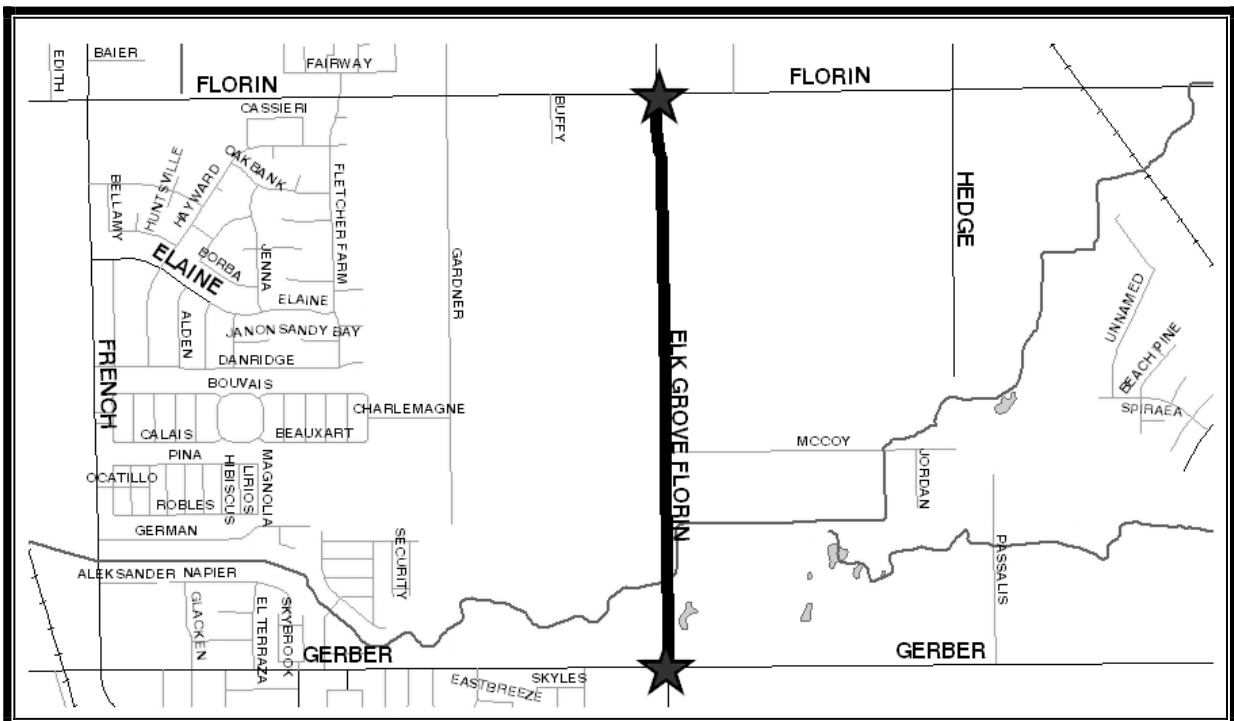 EDITH
BAIER
FAIRWAY
FLORIN
FLORIN
CASSIERI
BUFFY
OAKBANK
HUNTSVILLE
HAYWARD
BELLAMY
FLETCHER FARM
HEDGE
ELAINE
BORBA
JENNA
GARDNER
ELAINE
UNNAMED
ALDEN
JANON SANDY BAY
FRENCH
DANRIDGE
ELK GROVE FLORIN
BEACH PINE
BOUVAIS
CHARLEMAGNE
SPIRAEA
CALAIS
BEAUXART
MCCOY
PINA
OCATILLO
HIBISCUS
LIRIOS
MAGNOLIA
JORDAN
ROBLES
GERMAN
SECURITY
PASSALIS
ALEKSANDER
NAPIER
GLACKEN
EL TERRAZA
SKYBROOK
GERBER
GERBER
EASTBREEZE
SKYLES